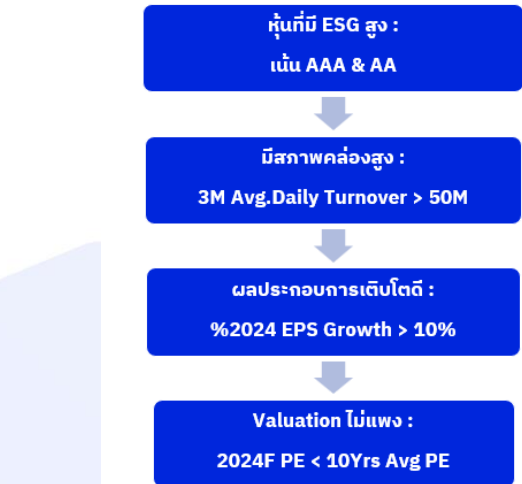 หุ้นที่มี ESG สูง :
เน้น AAA & AA
มีสภาพคล่องสูง :
3M Avg.Daily Turnover > 50M
ผลประกอบการเติบโตดี :
%2024 EPS Growth > 10%
Valuation ไม่แพง :
2024F PE < 10Yrs Avg PE